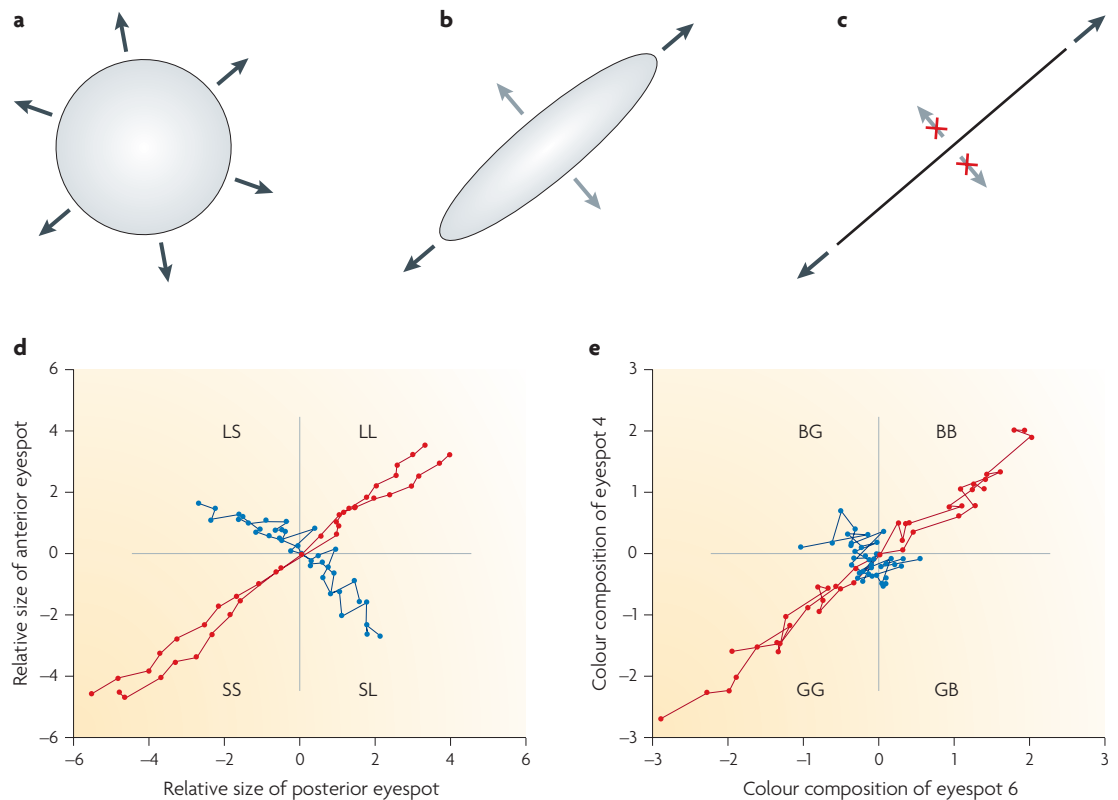 a
b
c
d
6
4
2
0
−2
−4
−6
−6
−4
−2
0
2
4
6
LS
LL
SS
SL
Relative size of anterior eyespot
Relative size of posterior eyespot
e
3
2
1
0
−1
−2
−3
−3
−2
−1
0
1
2
3
BG
BB
GG
GB
Colour composition of eyespot 4
Colour composition of eyespot 6